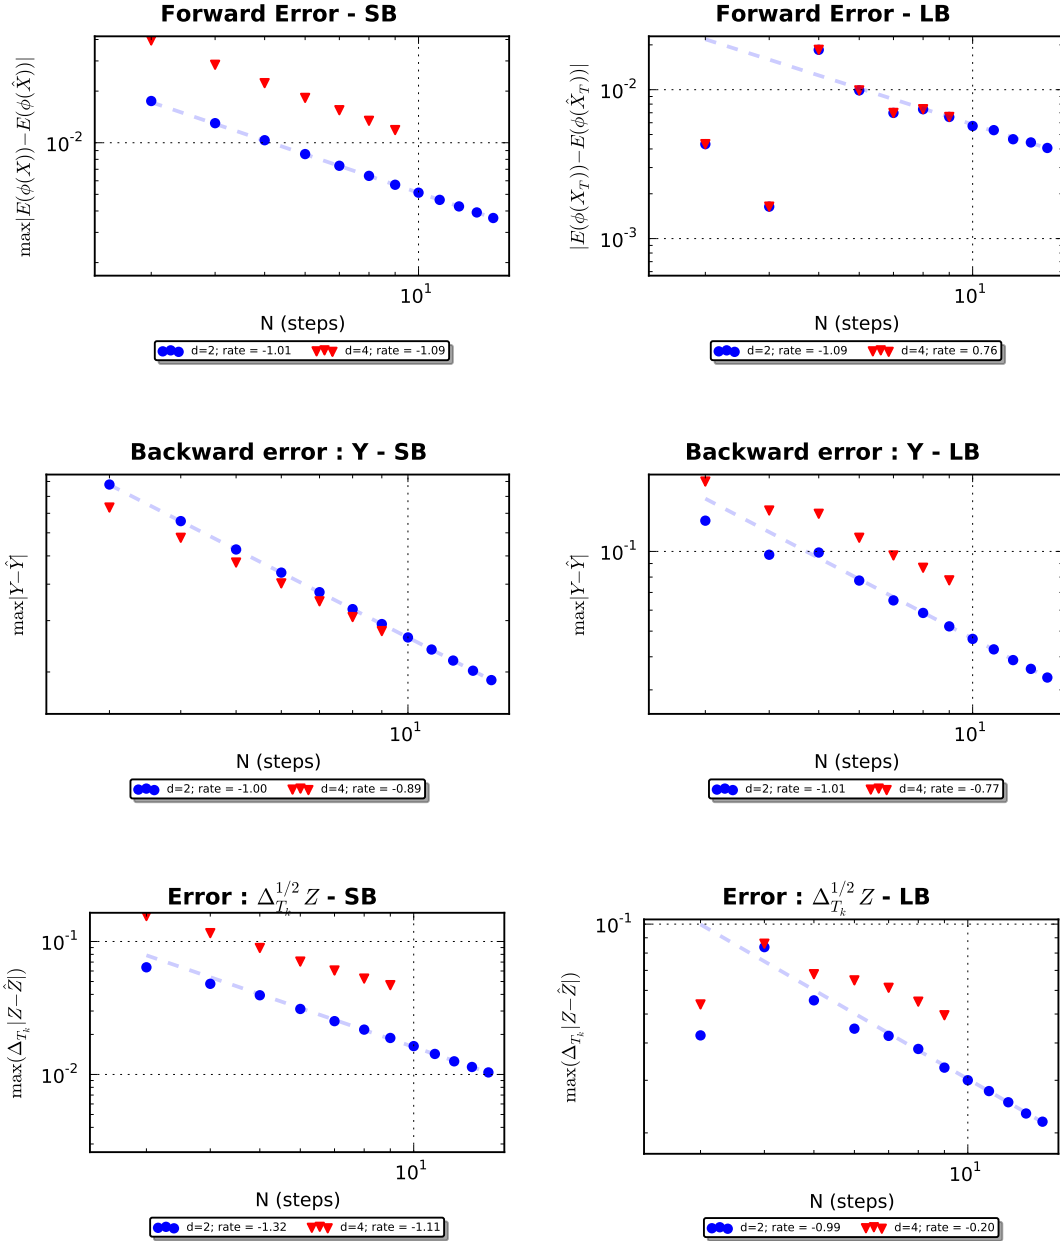 Forward Error - SB
max|E(ϕ(X))−E(ϕ(X̂))|
10⁻²
10¹
N (steps)
d=2; rate = -1.01 d=4; rate = -1.09
Forward Error - LB
|E(ϕ(X_T))−E(ϕ(X̂_T))|
10⁻²
10⁻³
10¹
N (steps)
d=2; rate = -1.09 d=4; rate = 0.76
Backward error : Y - SB
max|Y−Ŷ|
10¹
N (steps)
d=2; rate = -1.00 d=4; rate = -0.89
Backward error : Y - LB
max|Y−Ŷ|
10⁻¹
10¹
N (steps)
d=2; rate = -1.01 d=4; rate = -0.77
Error : Δ_{T_k}^{1/2} Z - SB
max(Δ_{T_k}|Z−Ẑ|)
10⁻¹
10⁻²
10¹
N (steps)
d=2; rate = -1.32 d=4; rate = -1.11
Error : Δ_{T_k}^{1/2} Z - LB
max(Δ_{T_k}|Z−Ẑ|)
10⁻¹
10¹
N (steps)
d=2; rate = -0.99 d=4; rate = -0.20